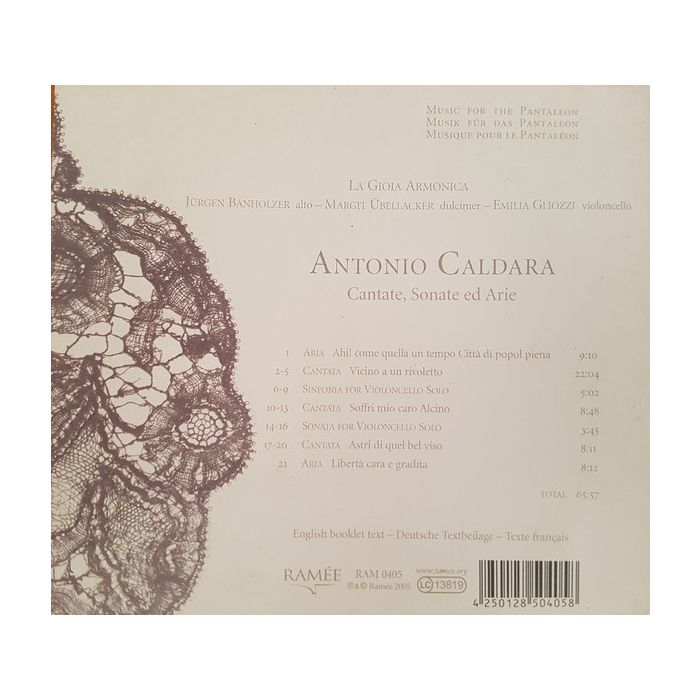 MUSIC FOR THE PANTALEON
MUSIK FÜR DAS PANTALEON
MUSIQUE POUR LE PANTALÉON
LA GIOIA ARMONICA
JÜRGEN BANHOLZER alto – MARGIT ÜBELLACKER dulcimer – EMILIA GLIOZZI violoncello
ANTONIO CALDARA
Cantate, Sonate ed Arie
1 ARIA Ahi! come quella un tempo Città di popol piena 9:10
2-5 CANTATA Vicino a un rivoletto 22:04
6-9 SINFONIA FOR VIOLONCELLO SOLO 5:02
10-13 CANTATA Soffri mio caro Alcino 8:48
14-16 SONATA FOR VIOLONCELLO SOLO 3:45
17-20 CANTATA Astri di quel bel viso 8:11
21 ARIA Libertà cara e gradita 8:32
TOTAL 65:57
English booklet text – Deutsche Textbeilage – Texte français
RAMÉE RAM 0405 www.ramee.org
℗ & © Ramée 2005 LC 13819
4 250128 504058